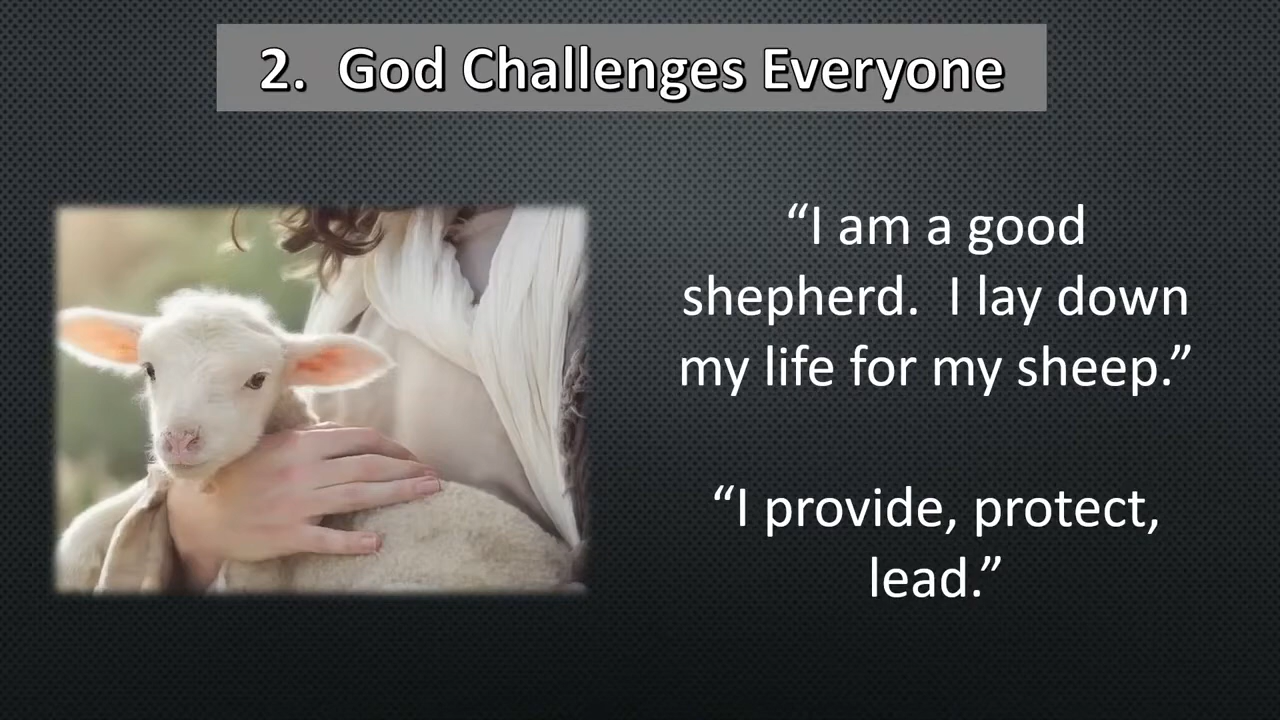 2. God Challenges Everyone
“I am a good
shepherd. I lay down
my life for my sheep.”
“I provide, protect,
lead.”